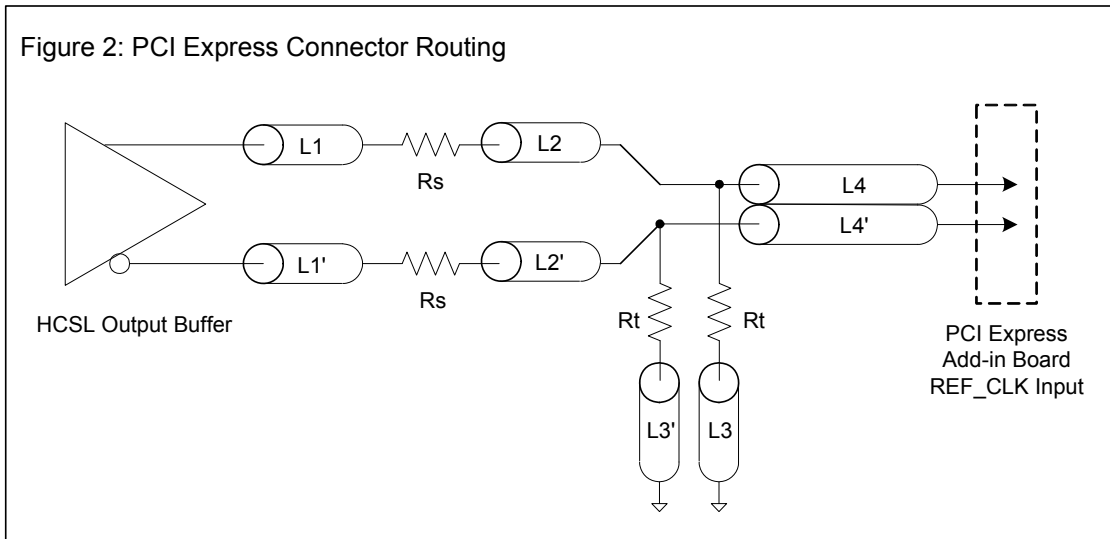 Figure 2: PCI Express Connector Routing
L1
Rs
L2
L4
L4'
L1'
Rs
L2'
HCSL Output Buffer
Rt
Rt
L3'
L3
PCI Express
Add-in Board
REF_CLK Input